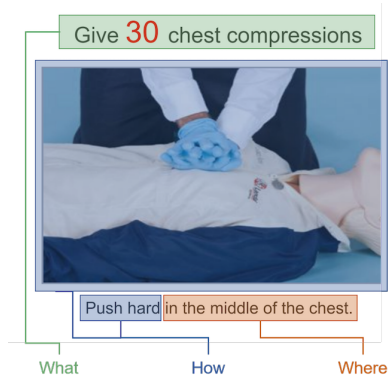 Give 30 chest compressions
Push hard in the middle of the chest.
What How Where